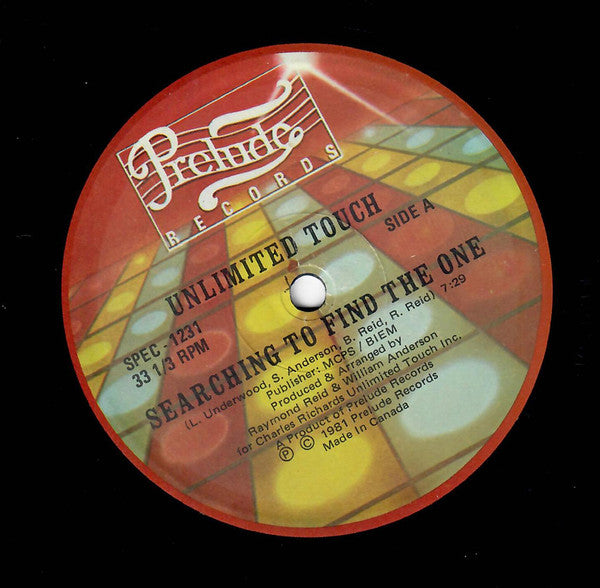 Prelude
RECORDS
UNLIMITED TOUCH
SIDE A
SPEC-1231
33 1/3 RPM
SEARCHING TO FIND THE ONE
7:29
(L. Underwood, S. Anderson, B. Reid, R. Reid)
Publisher: MCPS / BIEM
Produced & Arranged by
Raymond Reid & William Anderson
for Charles Richards Unlimited Touch Inc.
A Product of Prelude Records
Ⓟ © 1981 Prelude Records
Made In Canada